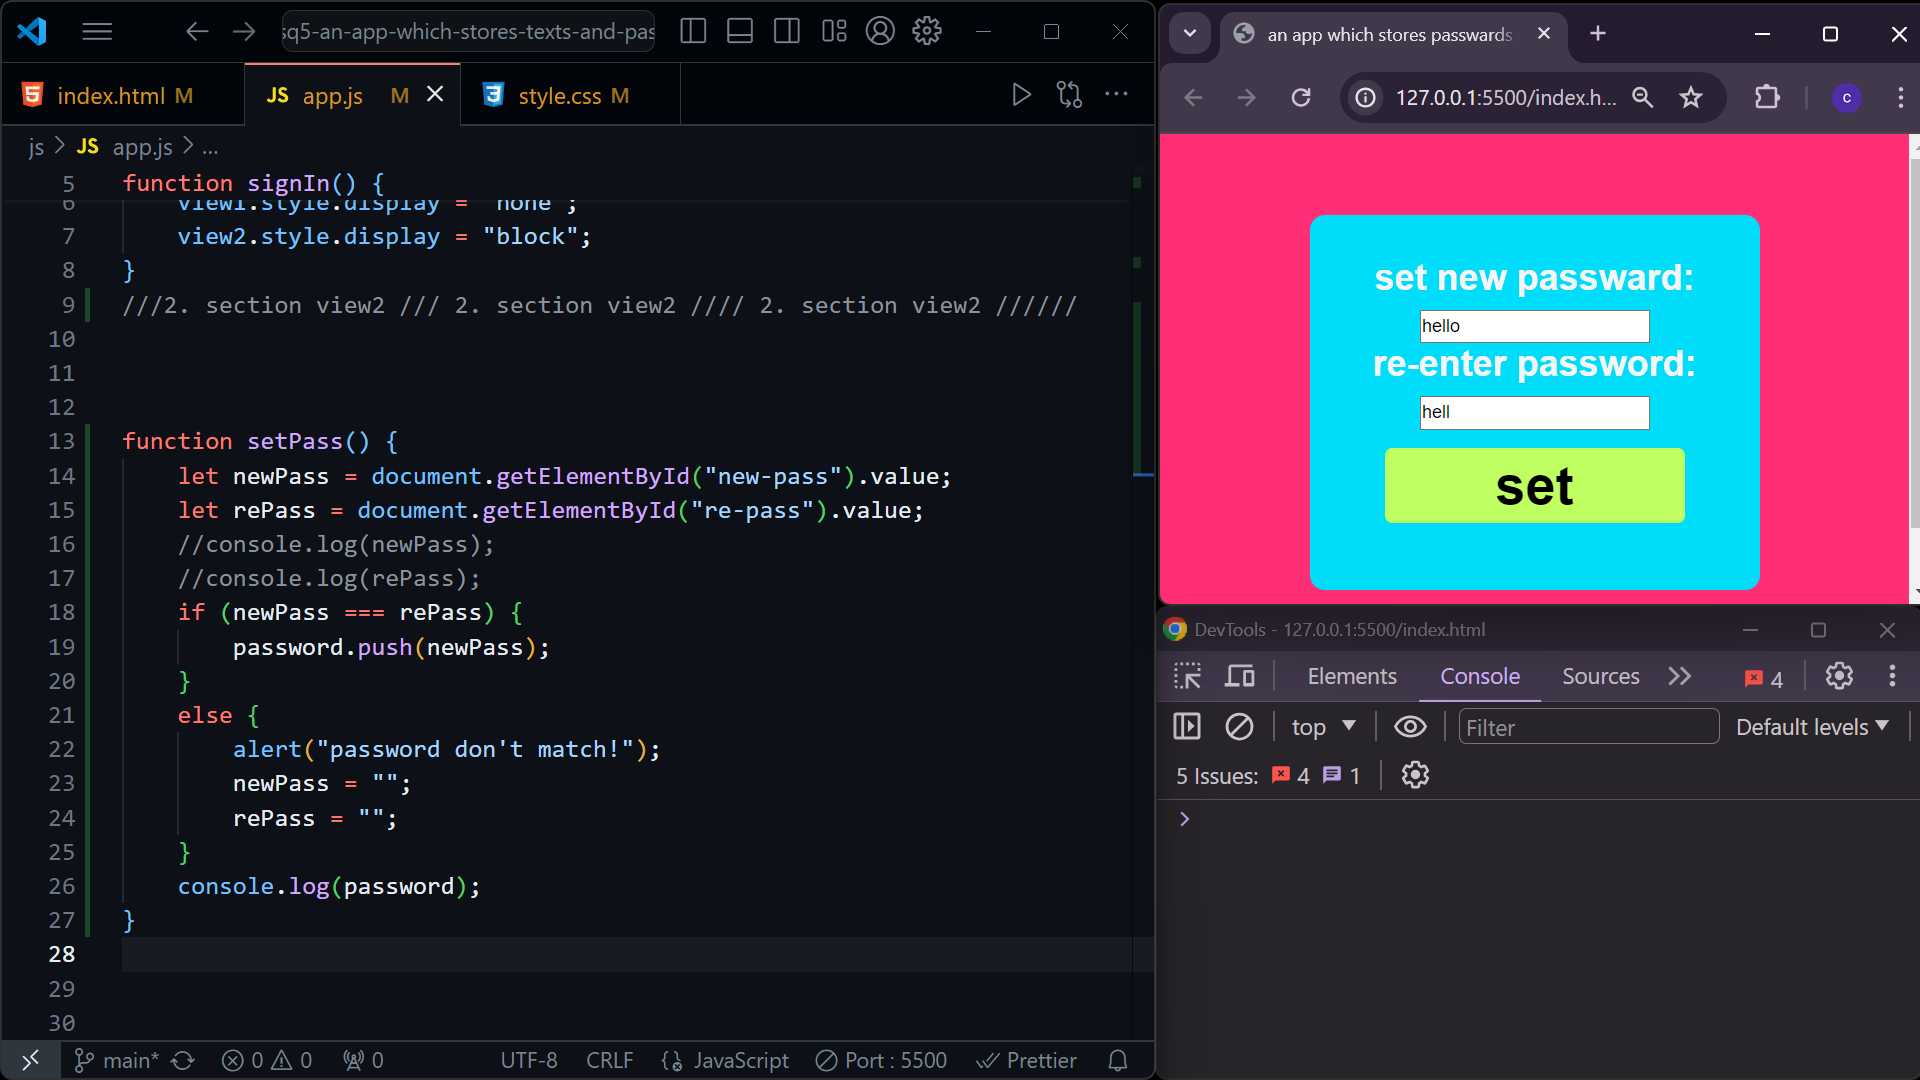 sq5-an-app-which-stores-texts-and-pas
index.html M
JS app.js M
style.css M
js > JS app.js > ...
5 function signIn() {
6 view1.style.display = "none";
7 view2.style.display = "block";
8 }
9 ///2. section view2 /// 2. section view2 //// 2. section view2 //////
10
11
12
13 function setPass() {
14 let newPass = document.getElementById("new-pass").value;
15 let rePass = document.getElementById("re-pass").value;
16 //console.log(newPass);
17 //console.log(rePass);
18 if (newPass === rePass) {
19 password.push(newPass);
20 }
21 else {
22 alert("password don't match!");
23 newPass = "";
24 rePass = "";
25 }
26 console.log(password);
27 }
28
29
30
main* 0 0 0 UTF-8 CRLF JavaScript Port : 5500 Prettier
an app which stores passwards
127.0.0.1:5500/index.h... c
set new passward:
hello
re-enter password:
hell
set
DevTools - 127.0.0.1:5500/index.html
Elements Console Sources 4
top Filter Default levels
5 Issues: 4 1